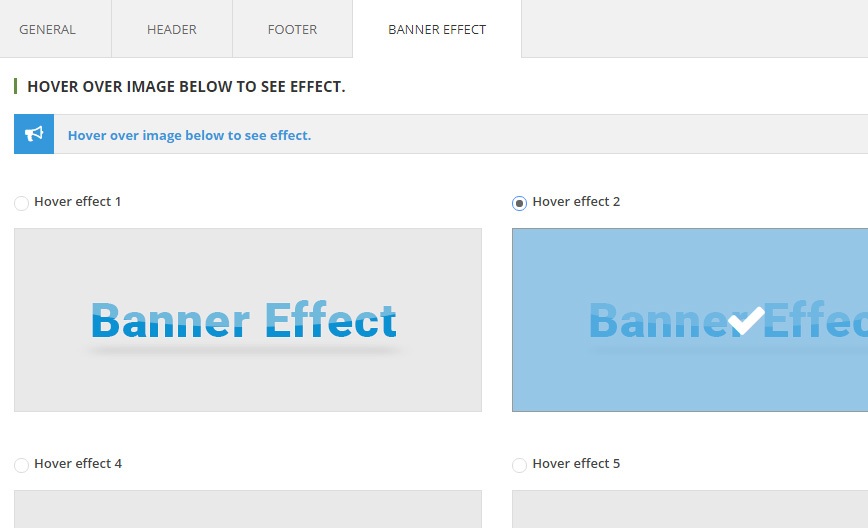 GENERAL HEADER FOOTER BANNER EFFECT
HOVER OVER IMAGE BELOW TO SEE EFFECT.
Hover over image below to see effect.
Hover effect 1 Hover effect 2
Banner Effect Banner Effec
Hover effect 4 Hover effect 5